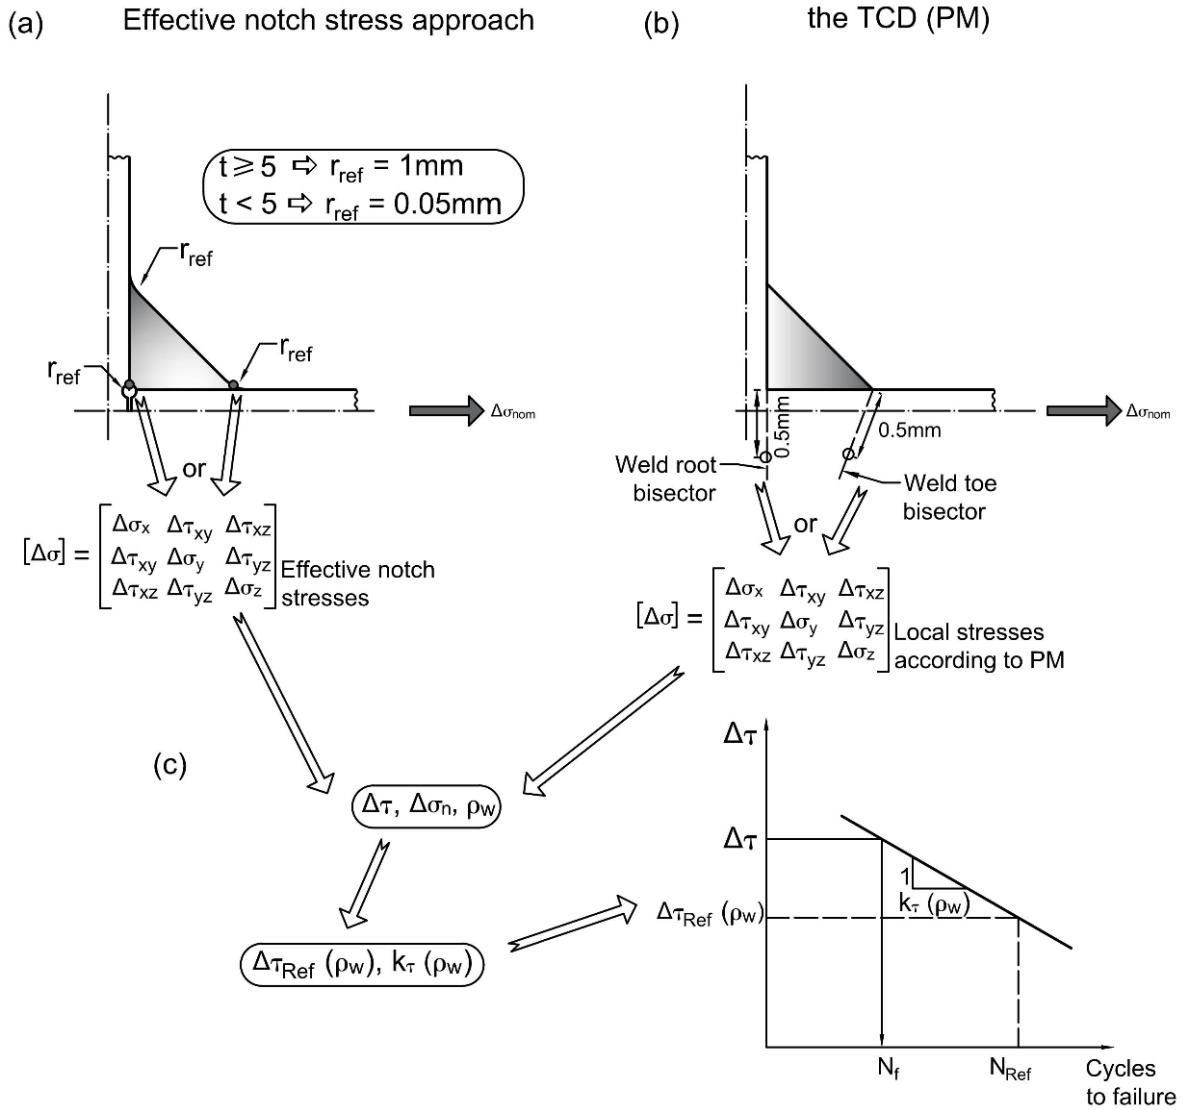 (a) Effective notch stress approach
(b) the TCD (PM)
t ≥ 5 ⇨ r_ref = 1mm
t < 5 ⇨ r_ref = 0.05mm
r_ref
r_ref
r_ref
Δσ_nom
or
[Δσ] =
Δσ_x Δτ_xy Δτ_xz
Δτ_xy Δσ_y Δτ_yz
Δτ_xz Δτ_yz Δσ_z
Effective notch
stresses
0.5mm
0.5mm
Δσ_nom
Weld root
bisector
Weld toe
bisector
or
[Δσ] =
Δσ_x Δτ_xy Δτ_xz
Δτ_xy Δσ_y Δτ_yz
Δτ_xz Δτ_yz Δσ_z
Local stresses
according to PM
(c)
Δτ, Δσ_n, ρ_w
Δτ_Ref (ρ_w), k_τ (ρ_w)
Δτ
Δτ
1
k_τ (ρ_w)
Δτ_Ref (ρ_w)
N_f
N_Ref
Cycles
to failure